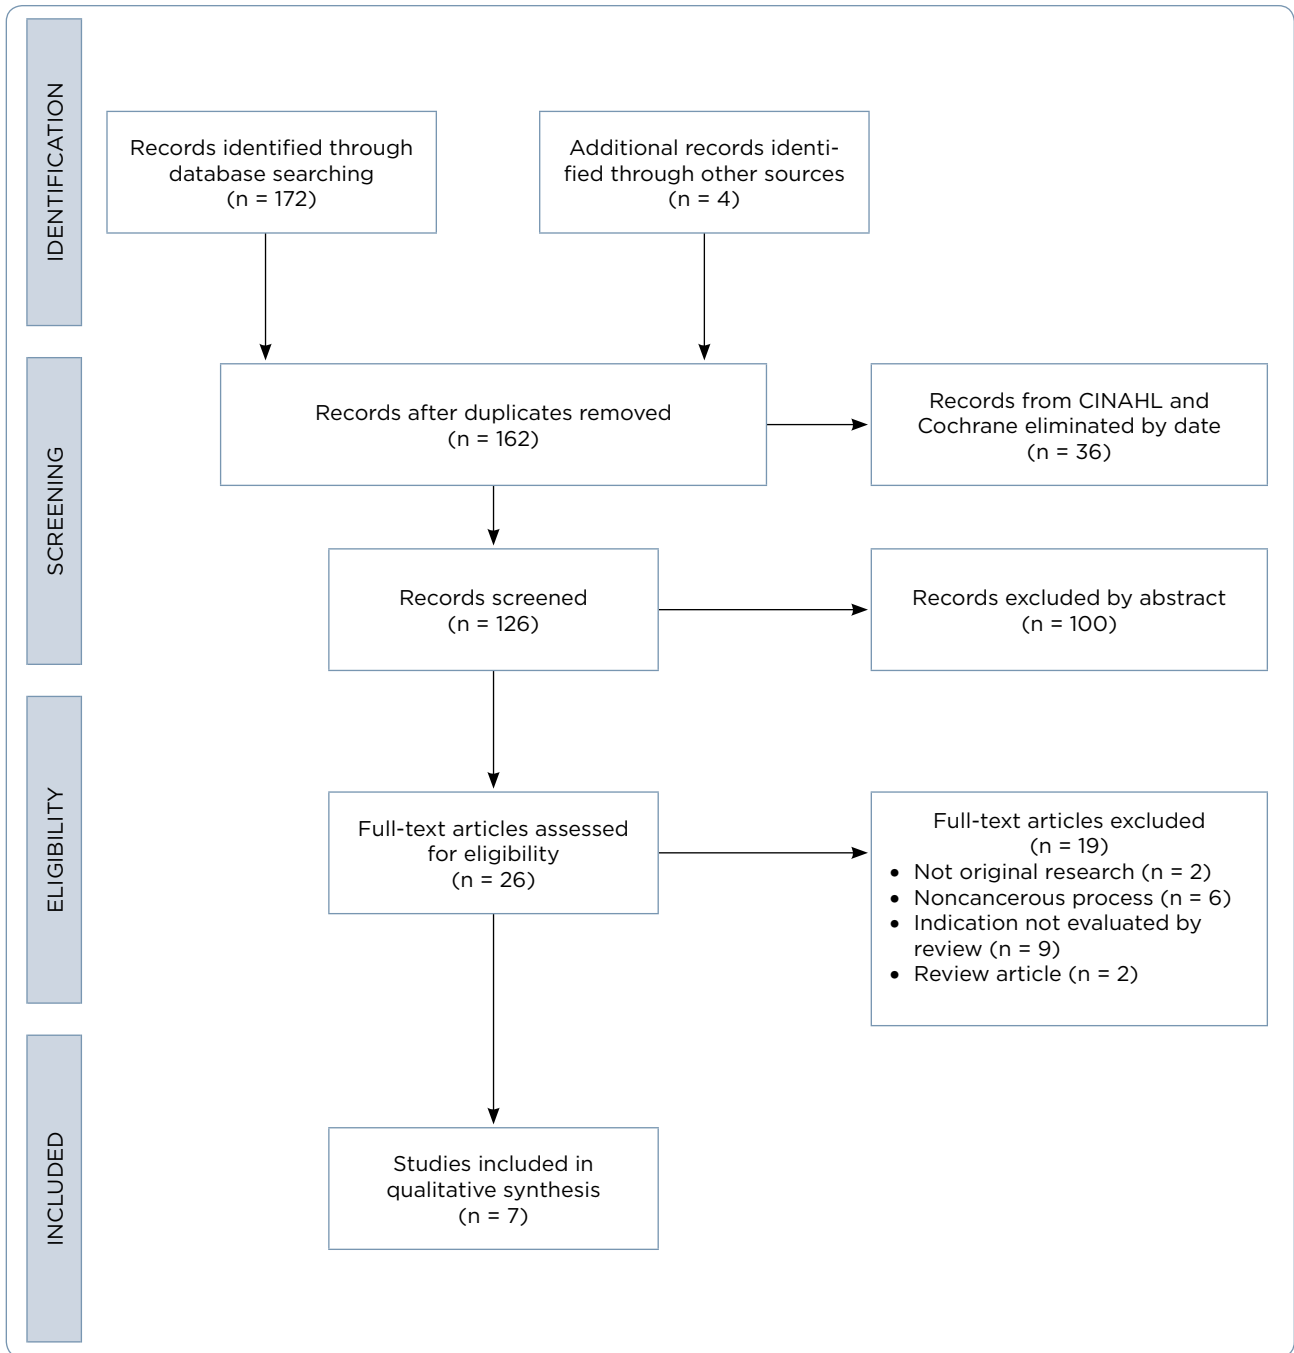 IDENTIFICATION
Records identified through
database searching
(n = 172)
Additional records identi-
fied through other sources
(n = 4)
SCREENING
Records after duplicates removed
(n = 162)
Records from CINAHL and
Cochrane eliminated by date
(n = 36)
Records screened
(n = 126)
Records excluded by abstract
(n = 100)
ELIGIBILITY
Full-text articles assessed
for eligibility
(n = 26)
Full-text articles excluded
(n = 19)
• Not original research (n = 2)
• Noncancerous process (n = 6)
• Indication not evaluated by
review (n = 9)
• Review article (n = 2)
INCLUDED
Studies included in
qualitative synthesis
(n = 7)